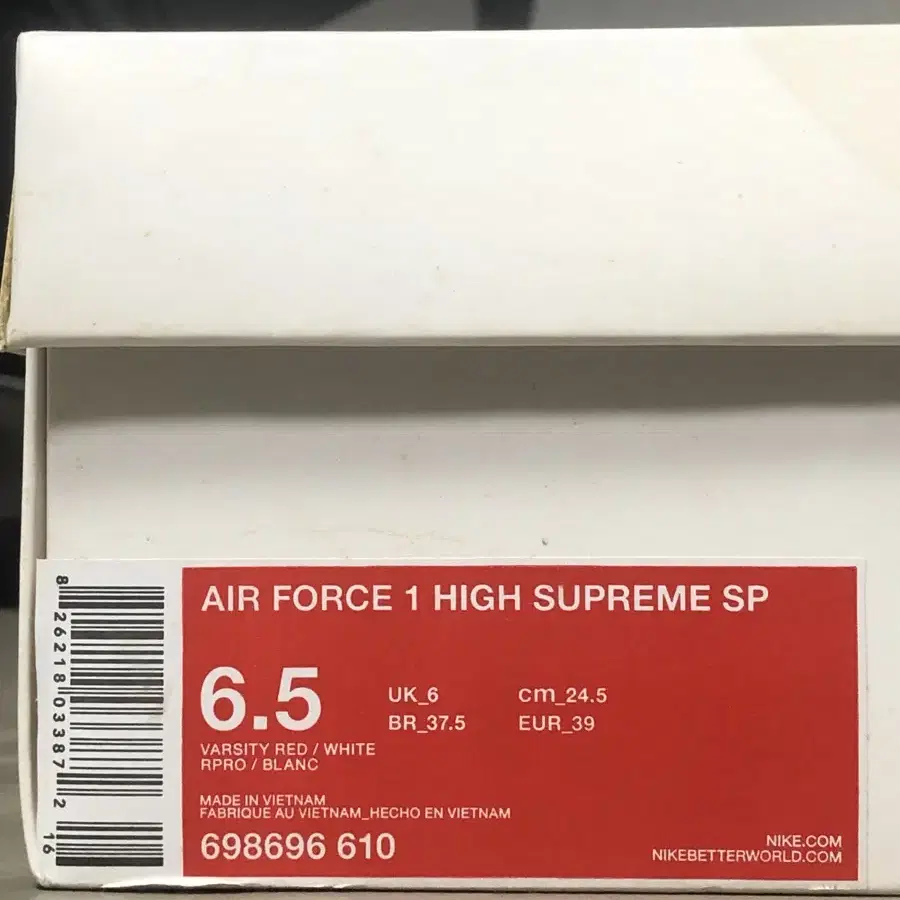 8 26218 03387 2
16
AIR FORCE 1 HIGH SUPREME SP
6.5
UK_6 cm_24.5
BR_37.5 EUR_39
VARSITY RED / WHITE
RPRO / BLANC
MADE IN VIETNAM
FABRIQUE AU VIETNAM_HECHO EN VIETNAM
698696 610
NIKE.COM
NIKEBETTERWORLD.COM